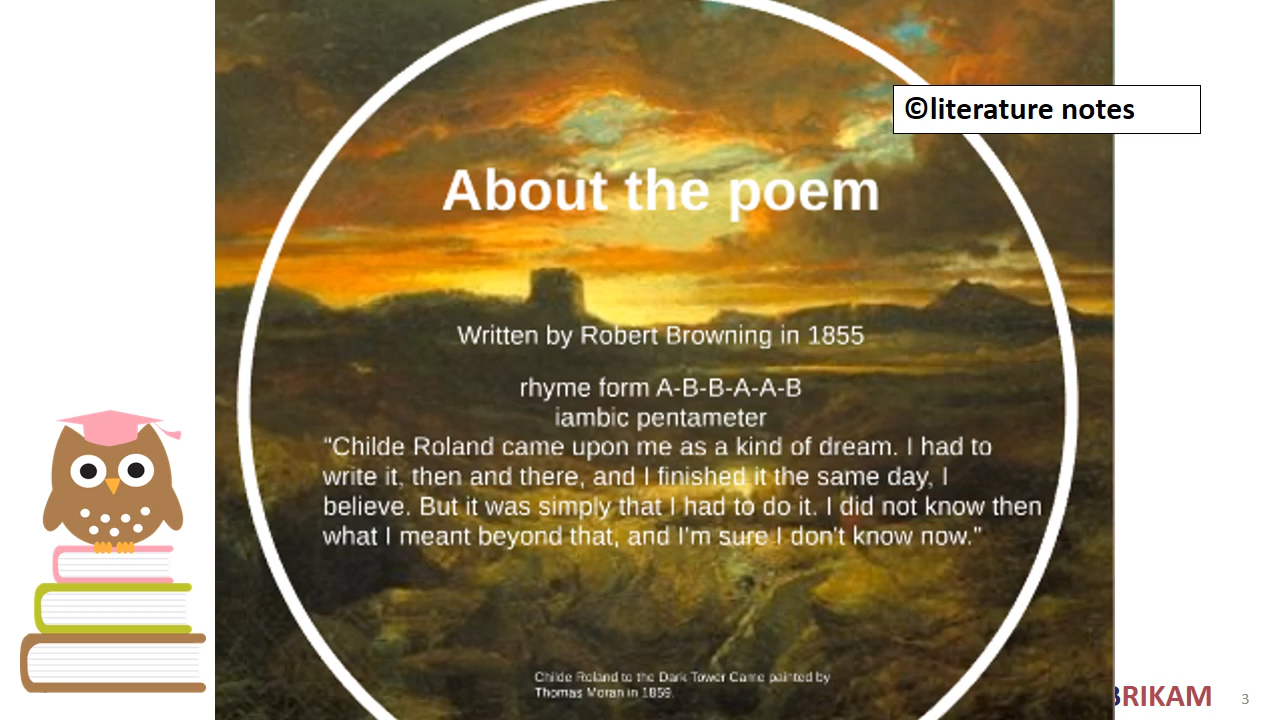 ©literature notes
About the poem
Written by Robert Browning in 1855
rhyme form A-B-B-A-A-B
iambic pentameter
“Childe Roland came upon me as a kind of dream. I had to
write it, then and there, and I finished it the same day, I
believe. But it was simply that I had to do it. I did not know then
what I meant beyond that, and I'm sure I don't know now.”
Childe Roland to the Dark Tower Came painted by
Thomas Moran in 1859.
BRIKAM
3